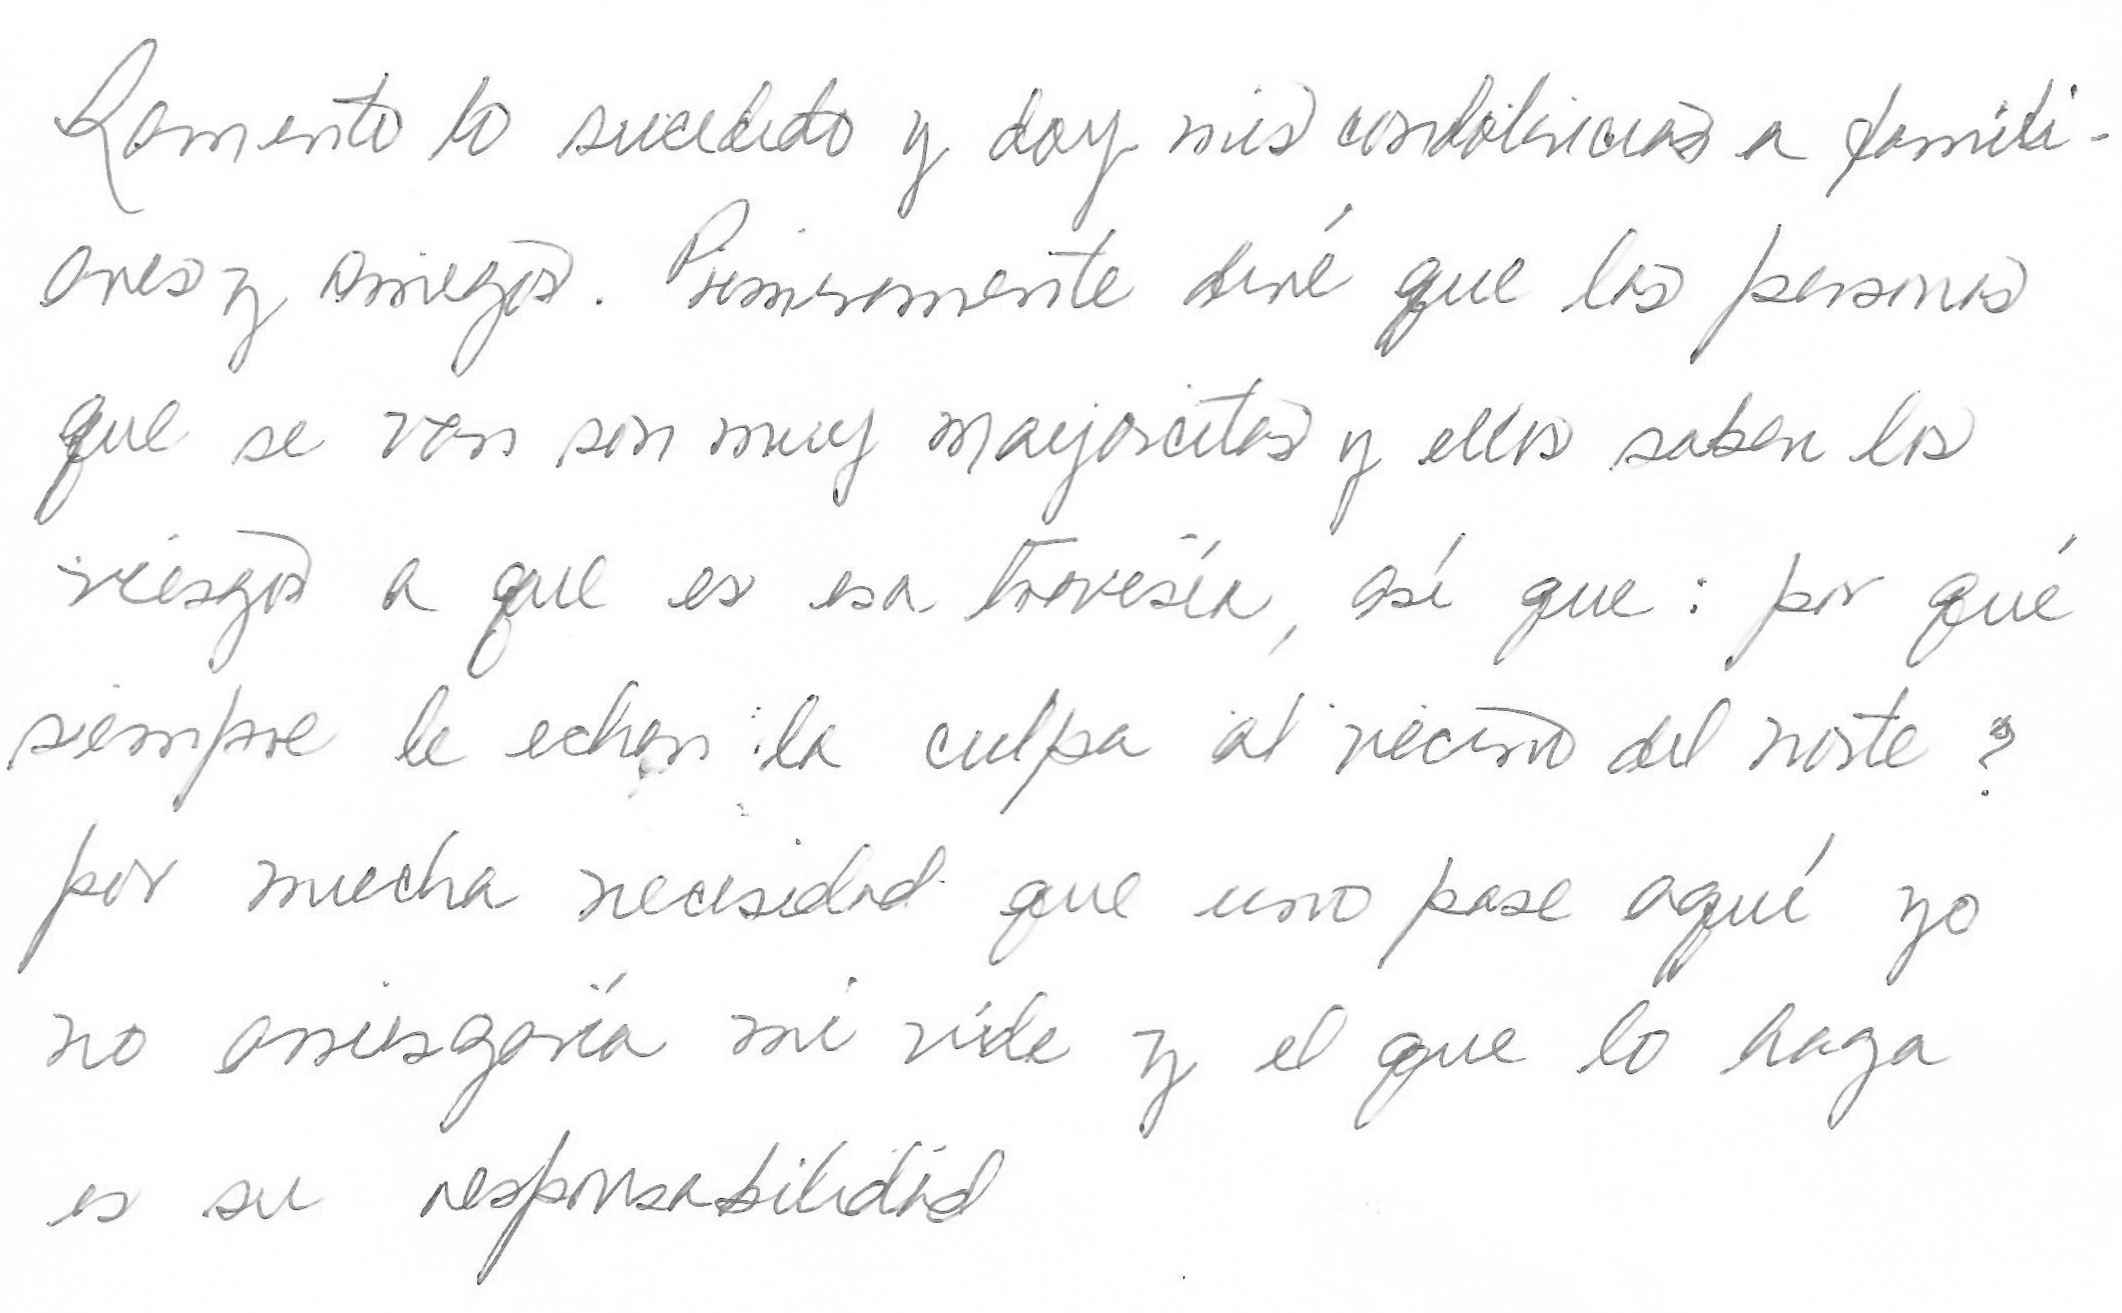 Lamento lo sucedido y doy mis condolencias a famili-
ares y amigos. Primeramente diré que las personas
que se van son muy mayorcitas y ellos saben los
riesgos a que es esa travesía, así que : por qué
siempre le echan la culpa al vecino del norte ?
por mucha necesidad que uno pase aquí yo
no arriesgaría mi vida y el que lo haga
es su responsabilidad